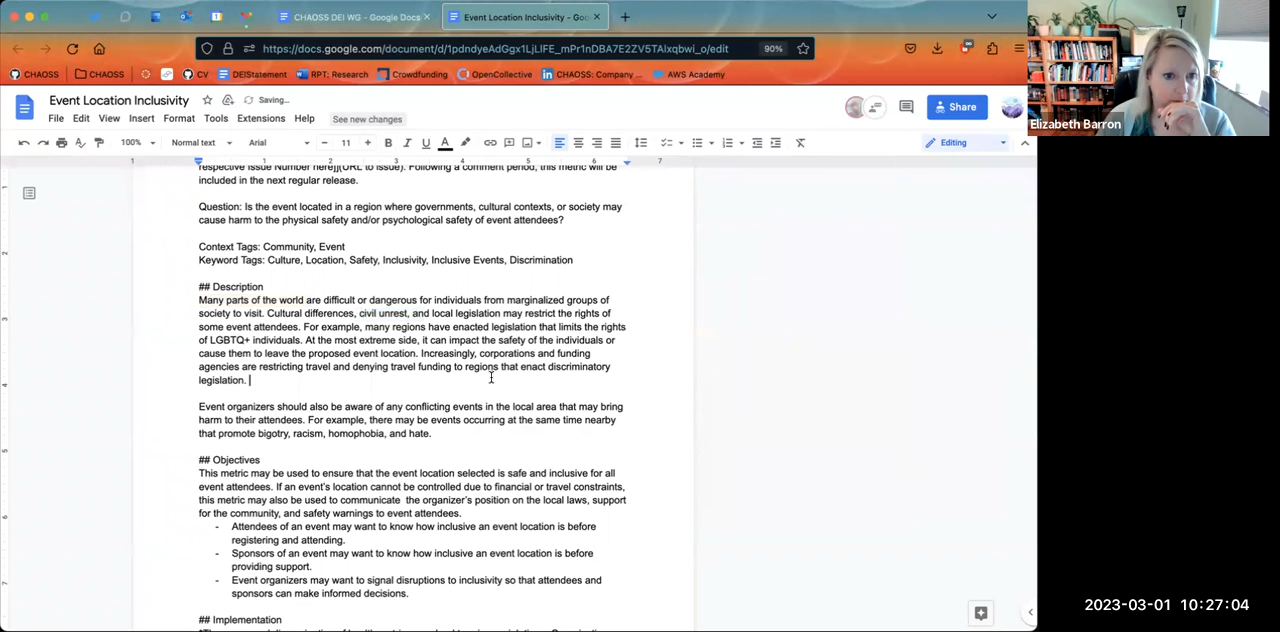 CHAOSS DEI WG - Google Docs
Event Location Inclusivity - Goo
https://docs.google.com/document/d/1pdndyeAdGgx1LjLlFE_mPr1nDBA7E2ZV5TAlxqbwi_o/edit
90%
CHAOSS
CHAOSS
CV
DEIStatement
RPT: Research
Crowdfunding
OpenCollective
CHAOSS: Company ...
AWS Academy
Elizabeth Barron
Event Location Inclusivity
Saving...
File Edit View Insert Format Tools Extensions Help
See new changes
Share
100%
Normal text
Arial
11
Editing
respective Issue Number here](URL to issue). Following a comment period, this metric will be
included in the next regular release.
Question: Is the event located in a region where governments, cultural contexts, or society may
cause harm to the physical safety and/or psychological safety of event attendees?
Context Tags: Community, Event
Keyword Tags: Culture, Location, Safety, Inclusivity, Inclusive Events, Discrimination
## Description
Many parts of the world are difficult or dangerous for individuals from marginalized groups of
society to visit. Cultural differences, civil unrest, and local legislation may restrict the rights of
some event attendees. For example, many regions have enacted legislation that limits the rights
of LGBTQ+ individuals. At the most extreme side, it can impact the safety of the individuals or
cause them to leave the proposed event location. Increasingly, corporations and funding
agencies are restricting travel and denying travel funding to regions that enact discriminatory
legislation.
Event organizers should also be aware of any conflicting events in the local area that may bring
harm to their attendees. For example, there may be events occurring at the same time nearby
that promote bigotry, racism, homophobia, and hate.
## Objectives
This metric may be used to ensure that the event location selected is safe and inclusive for all
event attendees. If an event's location cannot be controlled due to financial or travel constraints,
this metric may also be used to communicate  the organizer's position on the local laws, support
for the community, and safety warnings to event attendees.
- Attendees of an event may want to know how inclusive an event location is before
registering and attending.
- Sponsors of an event may want to know how inclusive an event location is before
providing support.
- Event organizers may want to signal disruptions to inclusivity so that attendees and
sponsors can make informed decisions.
## Implementation
2023-03-01 10:27:04